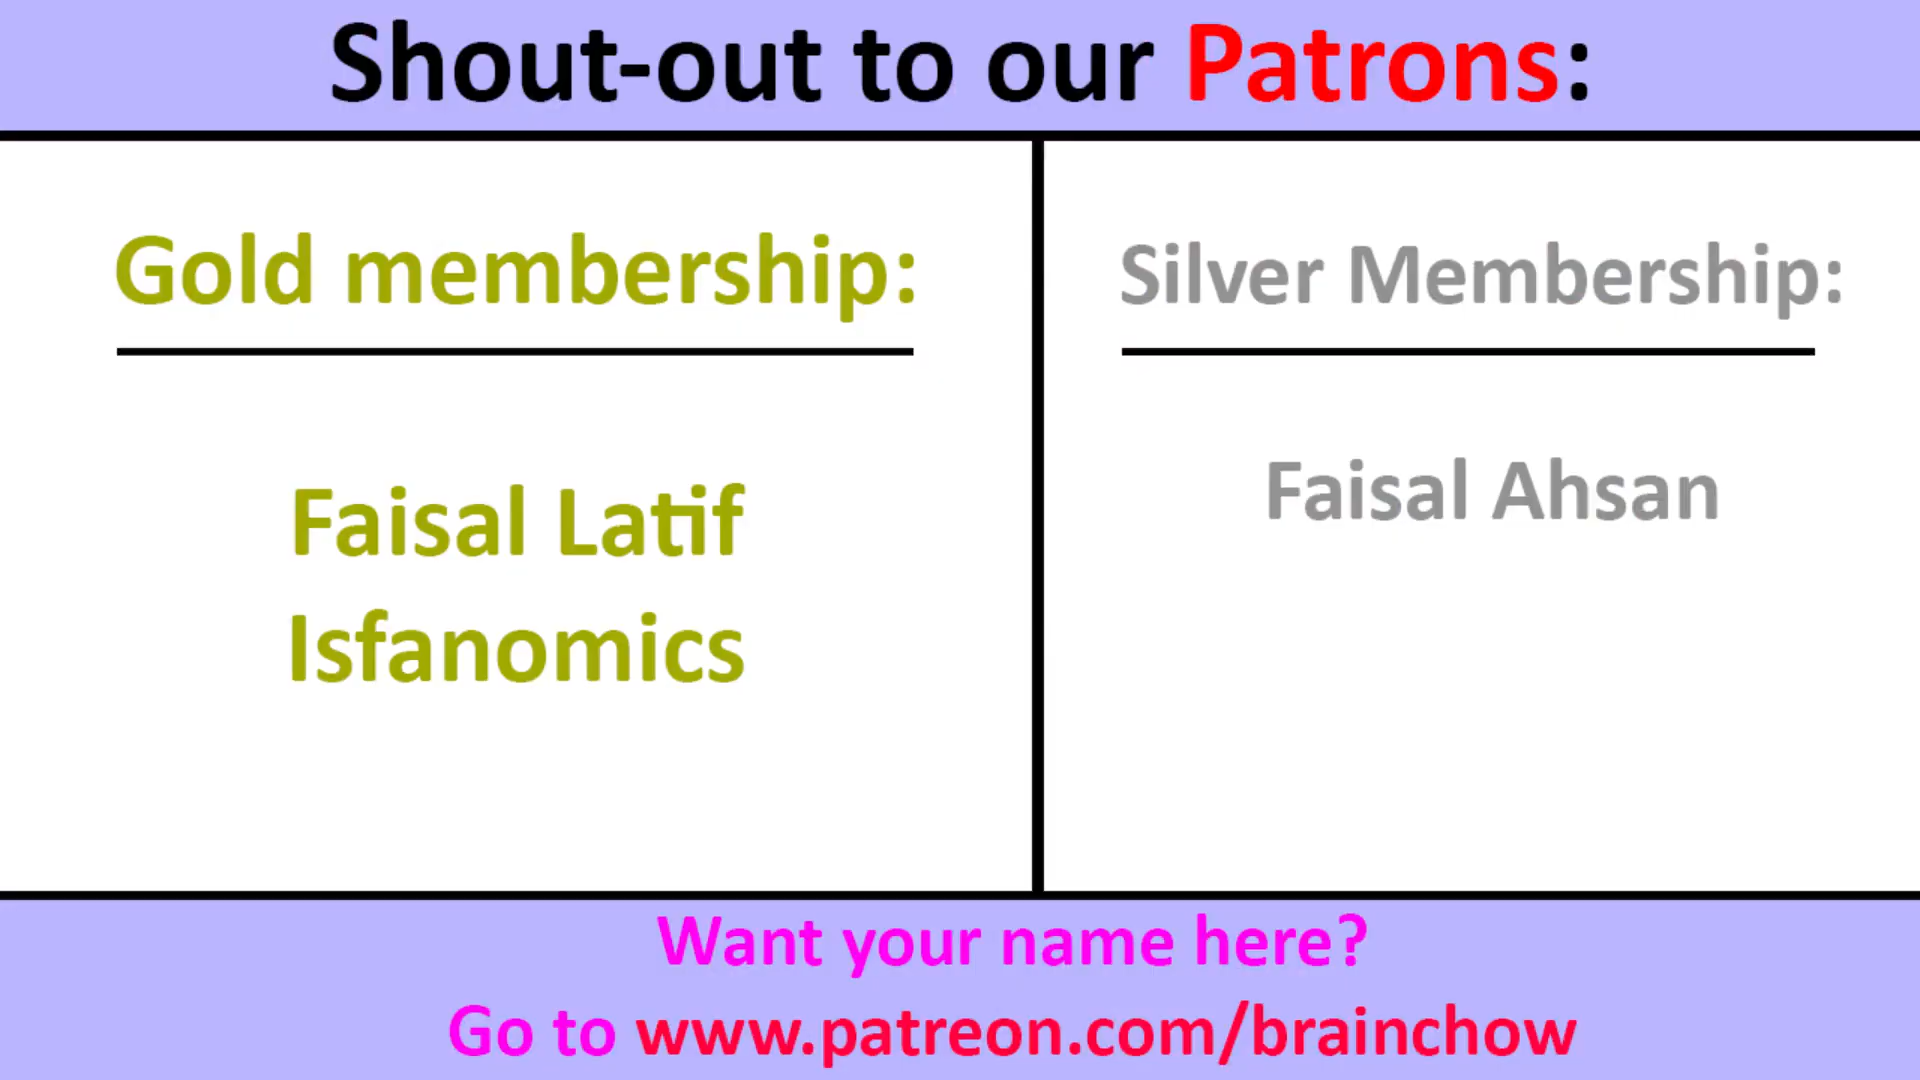 Shout-out to our Patrons:
Gold membership:
Faisal Latif
Isfanomics
Silver Membership:
Faisal Ahsan
Want your name here?
Go to www.patreon.com/brainchow